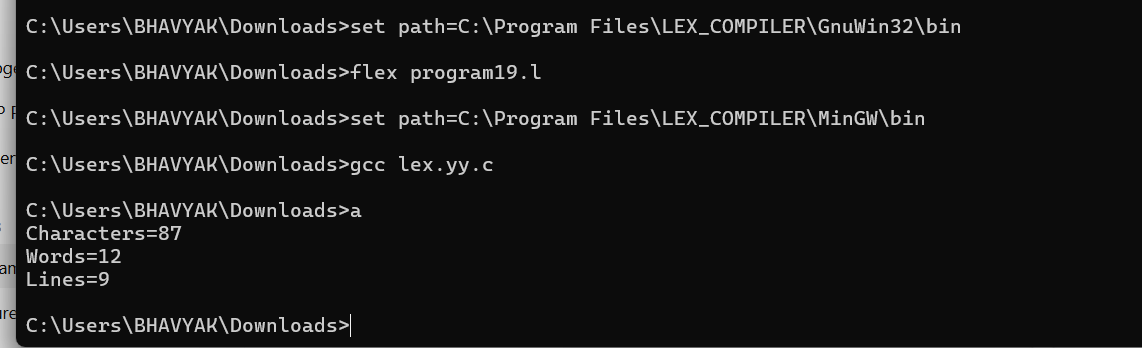 C:\Users\BHAVYAK\Downloads>set path=C:\Program Files\LEX_COMPILER\GnuWin32\bin
C:\Users\BHAVYAK\Downloads>flex program19.l
C:\Users\BHAVYAK\Downloads>set path=C:\Program Files\LEX_COMPILER\MinGW\bin
C:\Users\BHAVYAK\Downloads>gcc lex.yy.c
C:\Users\BHAVYAK\Downloads>a
Characters=87
Words=12
Lines=9
C:\Users\BHAVYAK\Downloads>